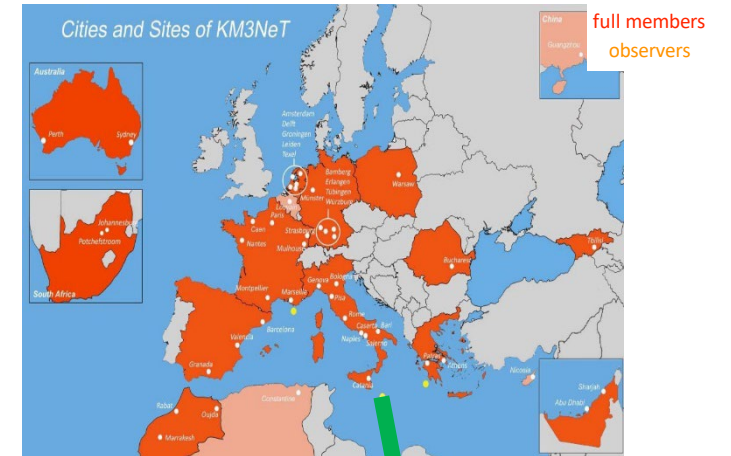 Cities and Sites of KM3NeT
China
Guangzhou
full members
observers
Australia
Perth
Sydney
South Africa
Johannesburg
Potchefstroom
Amsterdam
Delft
Groningen
Leiden
Texel
Bamberg
Erlangen
Tübingen
Würzburg
Münster
Warsaw
Paris
Caen
Strasbourg
Nantes
Mulhouse
Bucharest
Tbilisi
Genova
Bologna
Montpellier
Marseille
Pisa
Rome
Barcelona
Caserta
Bari
Naples
Salerno
Valencia
Granada
Patras
Athens
Catania
Nicosia
Constantine
Rabat
Oujda
Marrakesh
Sharjah
Abu Dhabi